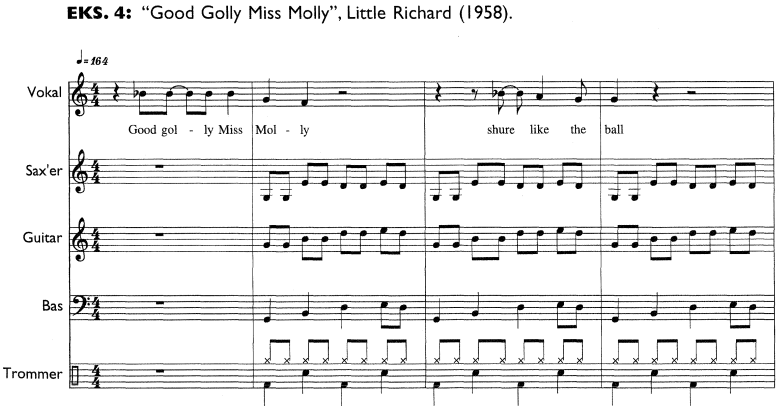 EKS. 4: “Good Golly Miss Molly”, Little Richard (1958).
♩=164
Vokal
Good gol - ly Miss Mol - ly shure like the ball
Sax'er
Guitar
Bas
Trommer